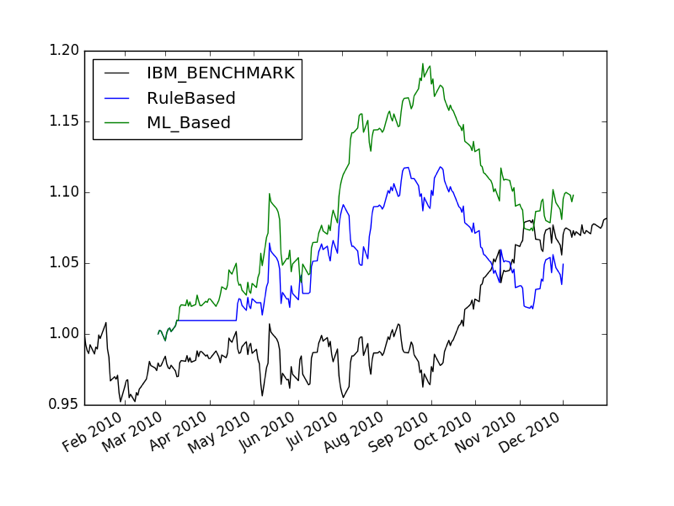 1.20
IBM_BENCHMARK
RuleBased
1.15
ML_Based
1.10
1.05
1.00
0.95
Feb 2010
Mar 2010
Apr 2010
May 2010
Jun 2010
Jul 2010
Aug 2010
Sep 2010
Oct 2010
Nov 2010
Dec 2010